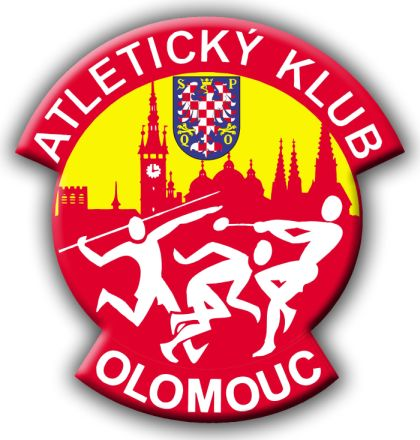 ATLETICKÝ KLUB
S P
Q O
OLOMOUC